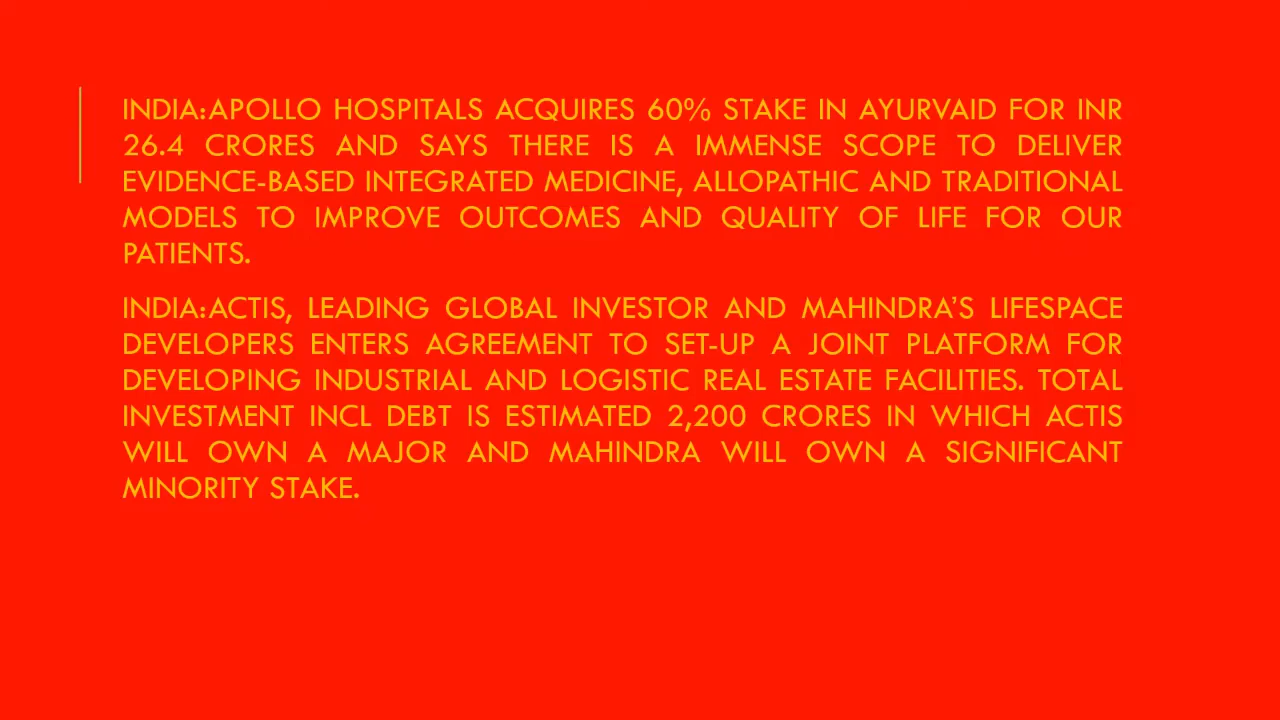 INDIA:APOLLO HOSPITALS ACQUIRES 60% STAKE IN AYURVAID FOR INR
26.4 CRORES AND SAYS THERE IS A IMMENSE SCOPE TO DELIVER
EVIDENCE-BASED INTEGRATED MEDICINE, ALLOPATHIC AND TRADITIONAL
MODELS TO IMPROVE OUTCOMES AND QUALITY OF LIFE FOR OUR
PATIENTS.
INDIA:ACTIS, LEADING GLOBAL INVESTOR AND MAHINDRA’S LIFESPACE
DEVELOPERS ENTERS AGREEMENT TO SET-UP A JOINT PLATFORM FOR
DEVELOPING INDUSTRIAL AND LOGISTIC REAL ESTATE FACILITIES. TOTAL
INVESTMENT INCL DEBT IS ESTIMATED 2,200 CRORES IN WHICH ACTIS
WILL OWN A MAJOR AND MAHINDRA WILL OWN A SIGNIFICANT
MINORITY STAKE.